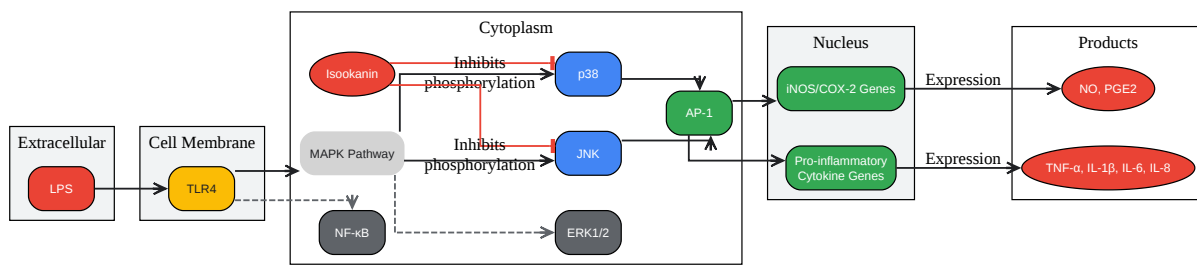 Extracellular
LPS
Cell Membrane
TLR4
Cytoplasm
Isookanin
Inhibits
phosphorylation
p38
MAPK Pathway
Inhibits
phosphorylation
JNK
AP-1
NF-κB
ERK1/2
Nucleus
iNOS/COX-2 Genes
Pro-inflammatory
Cytokine Genes
Expression
Expression
Products
NO, PGE2
TNF-α, IL-1β, IL-6, IL-8